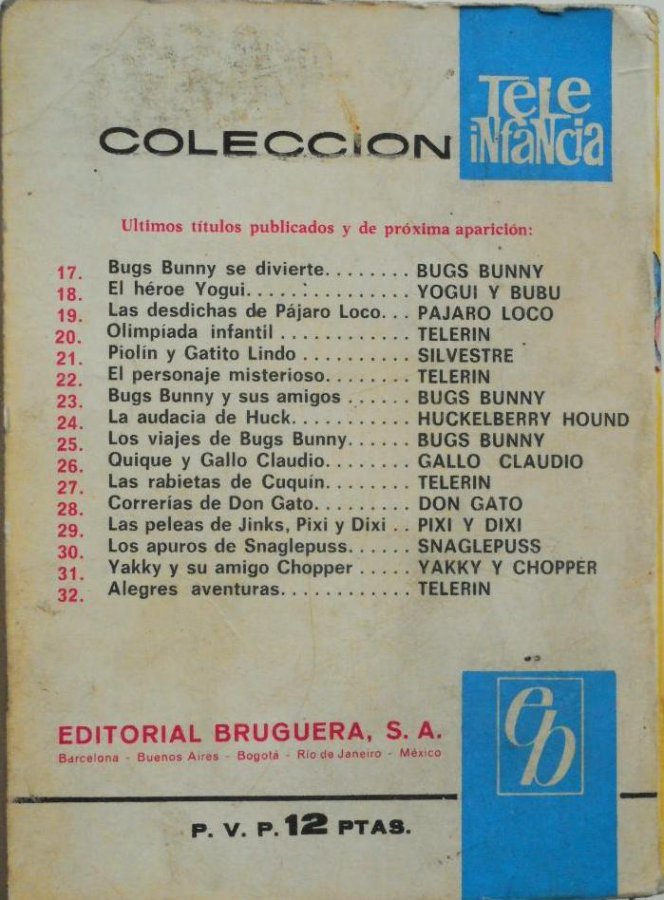 COLECCION
TELE
INFANCIA
Ultimos títulos publicados y de próxima aparición:
17. Bugs Bunny se divierte........ BUGS BUNNY
18. El héroe Yogui............... YOGUI Y BUBU
19. Las desdichas de Pájaro Loco... PAJARO LOCO
20. Olimpíada infantil ............ TELERIN
21. Piolín y Gatito Lindo .......... SILVESTRE
22. El personaje misterioso........ TELERIN
23. Bugs Bunny y sus amigos ...... BUGS BUNNY
24. La audacia de Huck........... HUCKELBERRY HOUND
25. Los viajes de Bugs Bunny...... BUGS BUNNY
26. Quique y Gallo Claudio........ GALLO CLAUDIO
27. Las rabietas de Cuquín........ TELERIN
28. Correrías de Don Gato......... DON GATO
29. Las peleas de Jinks, Pixi y Dixi .. PIXI Y DIXI
30. Los apuros de Snaglepuss...... SNAGLEPUSS
31. Yakky y su amigo Chopper ..... YAKKY Y CHOPPER
32. Alegres aventuras............ TELERIN
EDITORIAL BRUGUERA, S. A.
Barcelona - Buenos Aires - Bogotá - Río de Janeiro - México
eb
P. V. P. 12 PTAS.